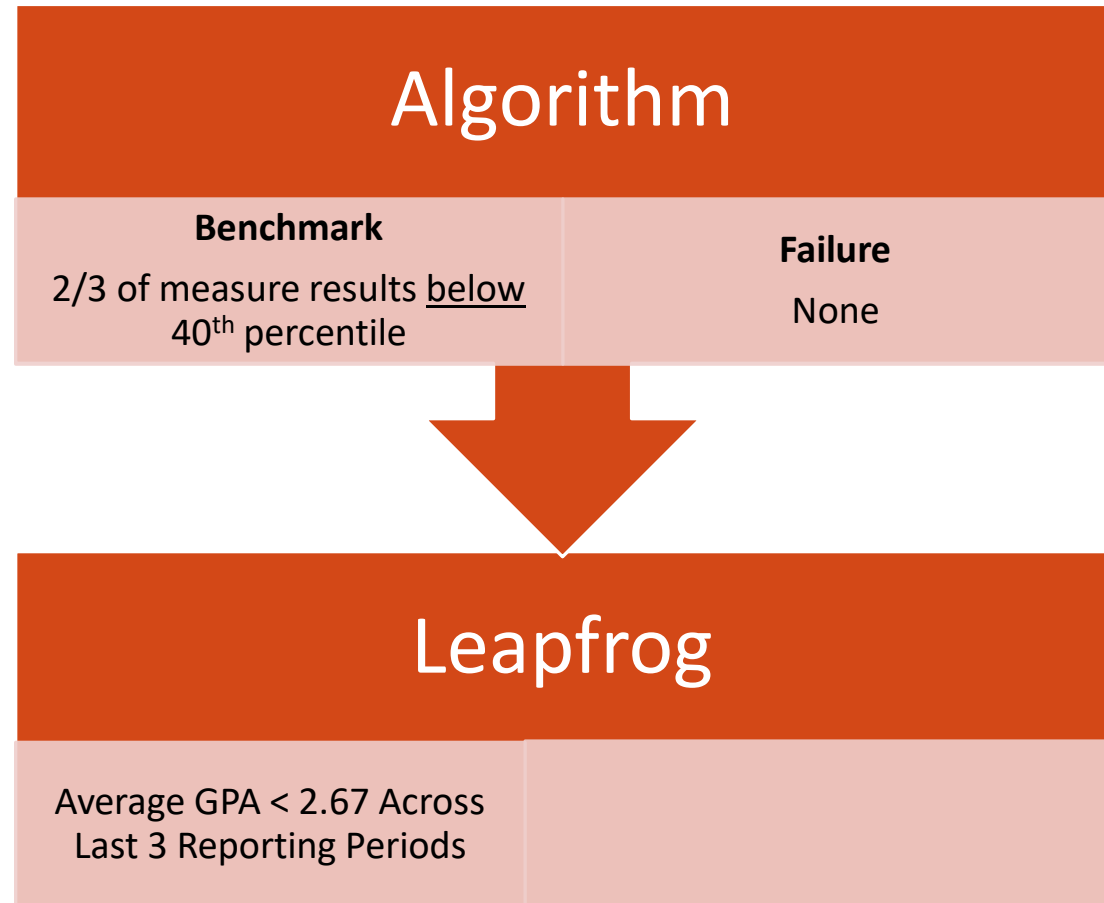 Algorithm
Benchmark
2/3 of measure results below
40th percentile
Failure
None
Leapfrog
Average GPA < 2.67 Across
Last 3 Reporting Periods